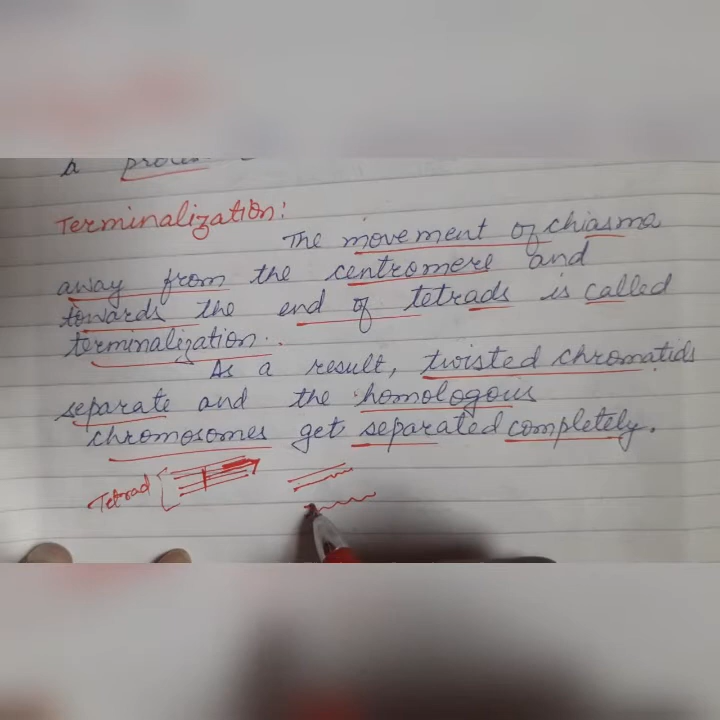 a
Terminalization:
The movement of chiasma
away from the centromere and
towards the end of tetrads is called
terminalization.
As a result, twisted chromatids
separate and the homologous
chromosomes get separated completely.
Tetrad